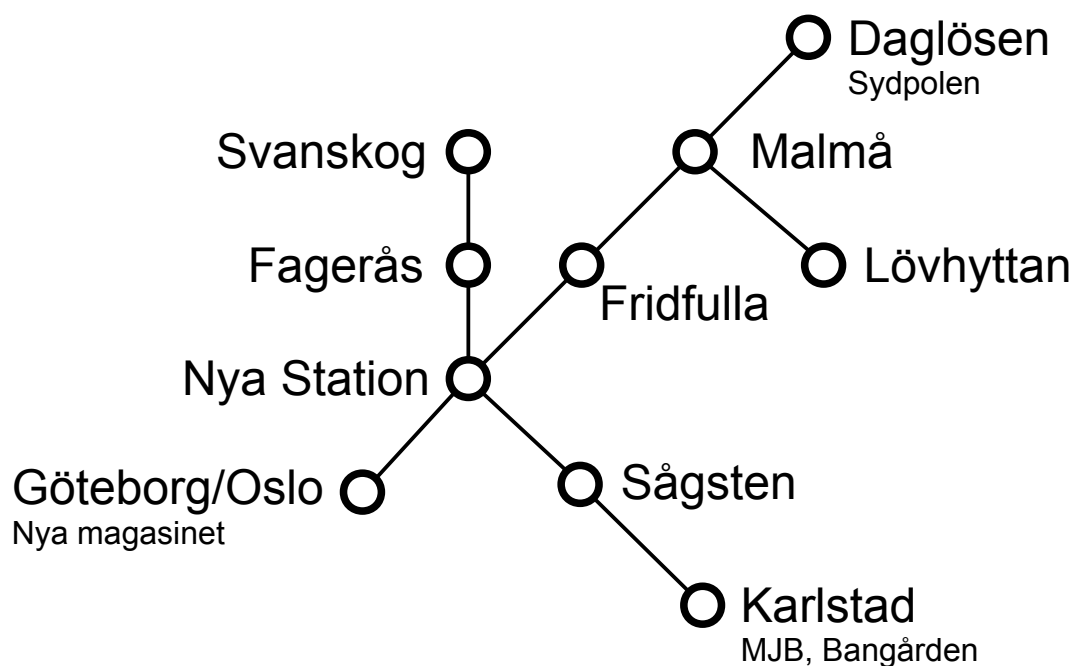 Daglösen
Sydpolen
Svanskog
Malmå
Fagerås
Lövhyttan
Fridfulla
Nya Station
Göteborg/Oslo
Nya magasinet
Sågsten
Karlstad
MJB, Bangården